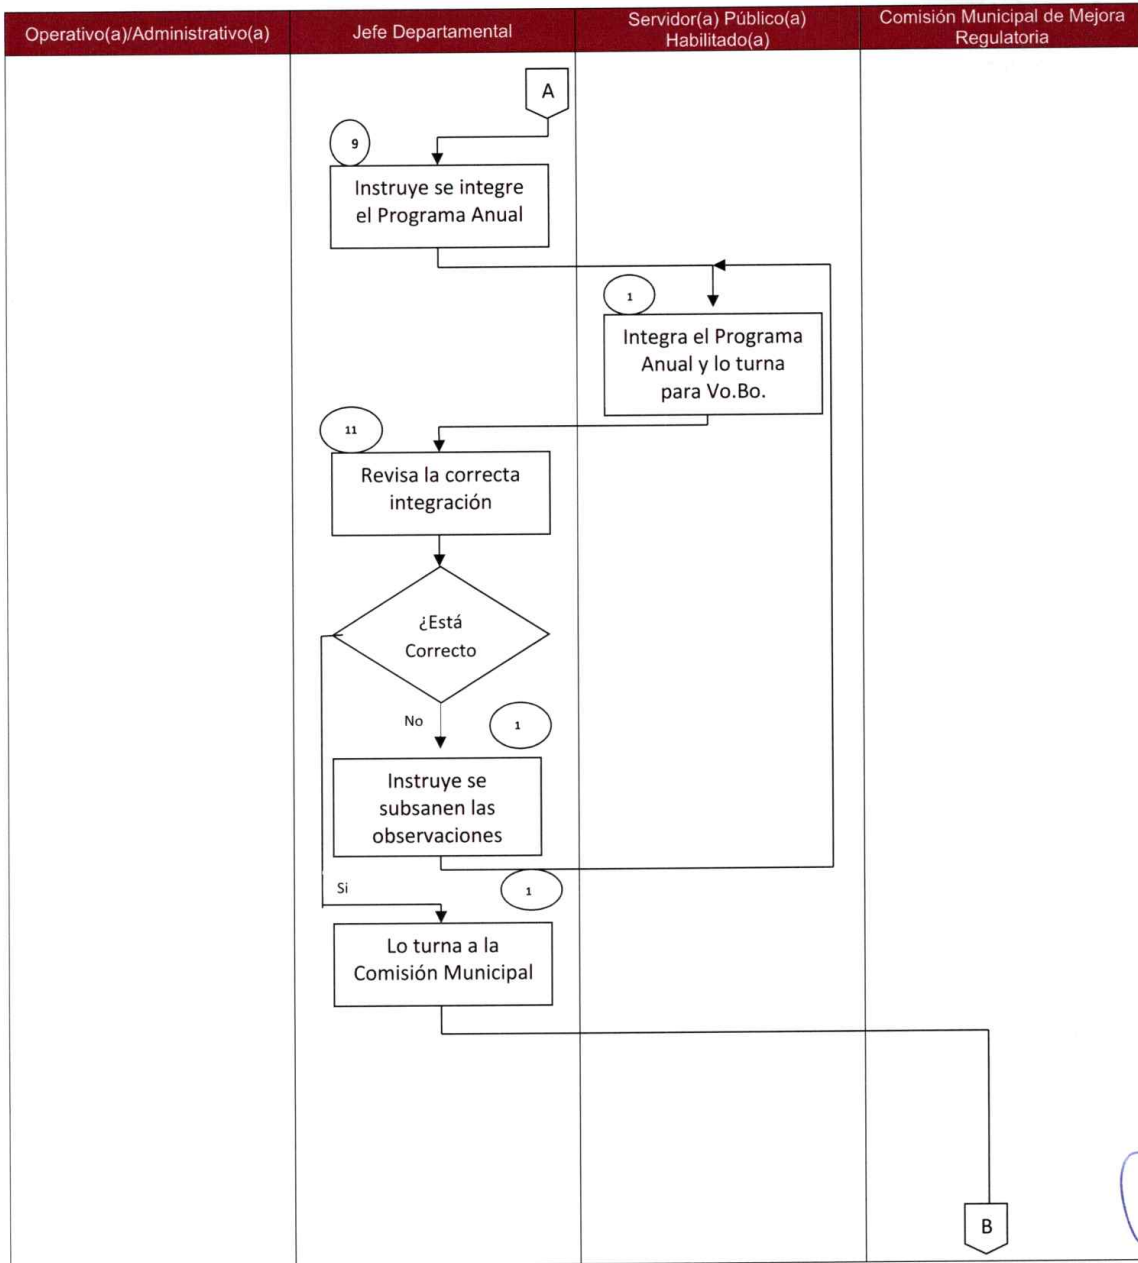 Operativo(a)/Administrativo(a)
Jefe Departamental
Servidor(a) Público(a)
Habilitado(a)
Comisión Municipal de Mejora
Regulatoria
A
9
Instruye se integre
el Programa Anual
1
Integra el Programa
Anual y lo turna
para Vo.Bo.
11
Revisa la correcta
integración
¿Está
Correcto
No
1
Instruye se
subsanen las
observaciones
Si
1
Lo turna a la
Comisión Municipal
B